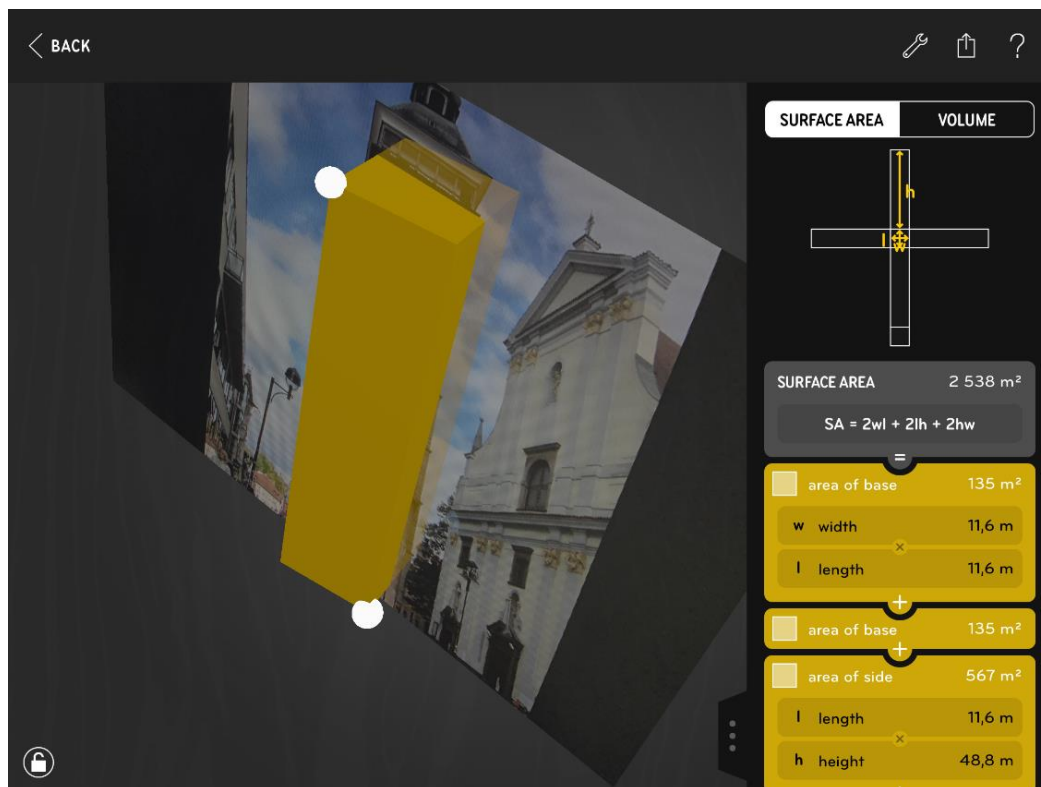 BACK
?
SURFACE AREA VOLUME
h
l
w
SURFACE AREA 2 538 m²
SA = 2wl + 2lh + 2hw
=
area of base 135 m²
w width 11,6 m
×
l length 11,6 m
+
area of base 135 m²
+
area of side 567 m²
l length 11,6 m
×
h height 48,8 m